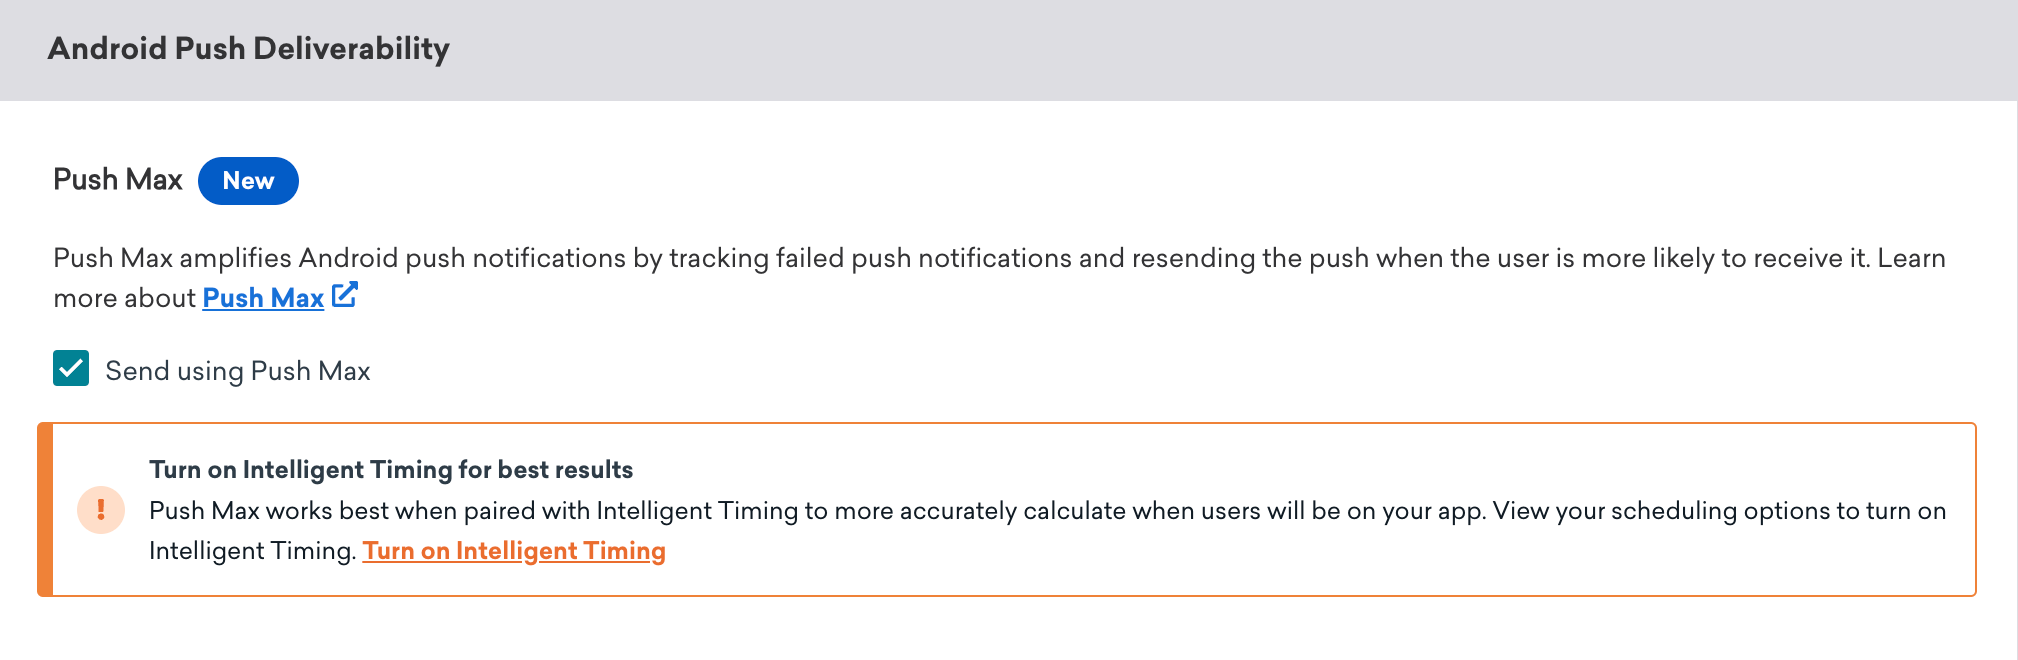 Android Push Deliverability
Push Max New
Push Max amplifies Android push notifications by tracking failed push notifications and resending the push when the user is more likely to receive it. Learn
more about Push Max
Send using Push Max
Turn on Intelligent Timing for best results
Push Max works best when paired with Intelligent Timing to more accurately calculate when users will be on your app. View your scheduling options to turn on
Intelligent Timing. Turn on Intelligent Timing